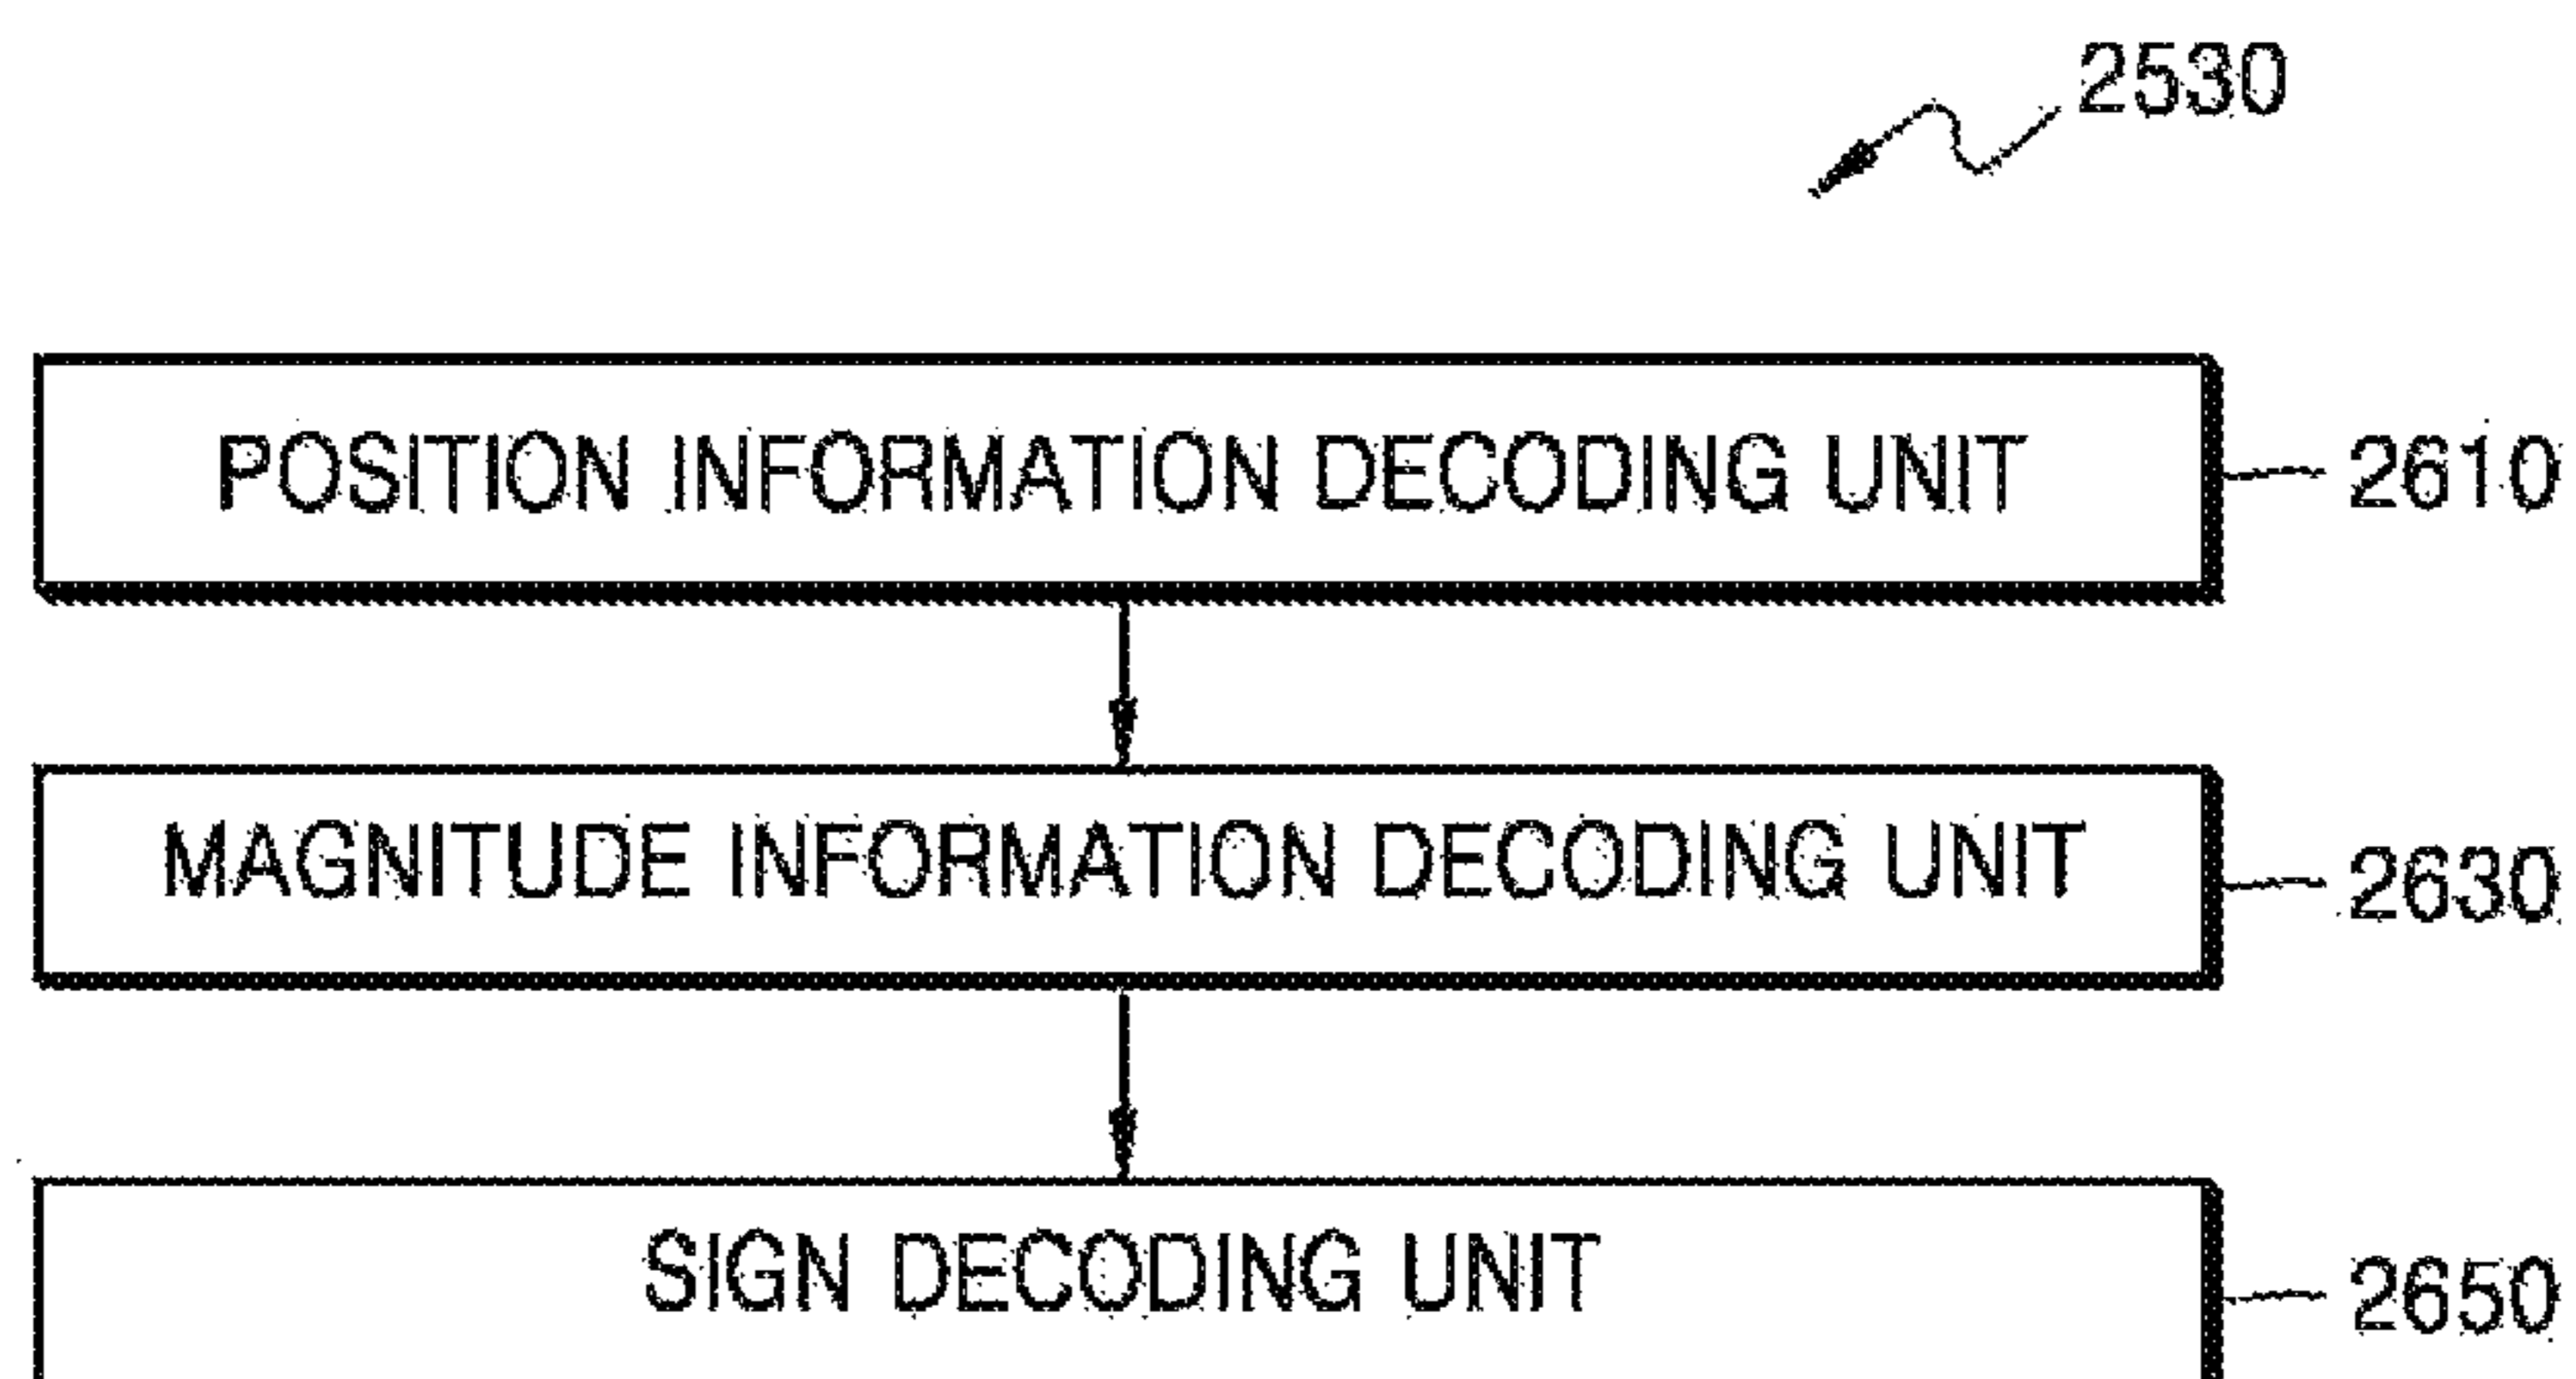 2530
POSITION INFORMATION DECODING UNIT
2610
MAGNITUDE INFORMATION DECODING UNIT
2630
SIGN DECODING UNIT
2650